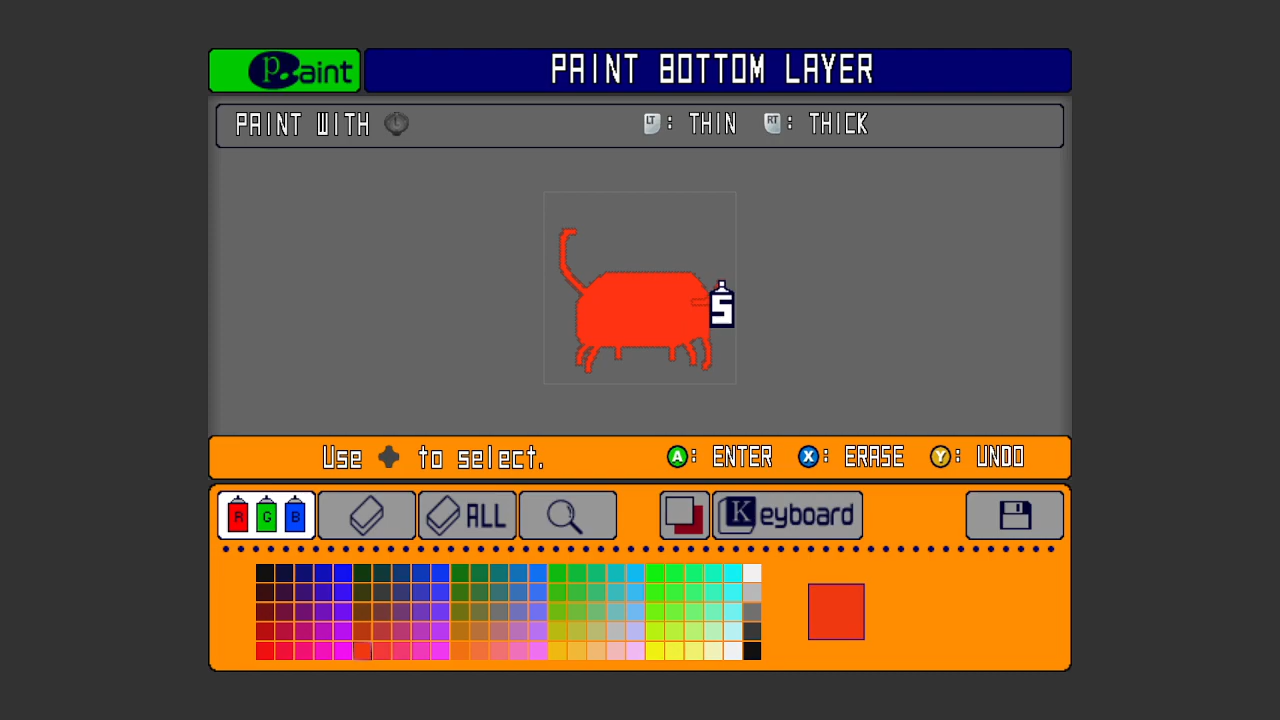 paint PAINT BOTTOM LAYER
PAINT WITH L LT : THIN RT : THICK
S
Use to select. A : ENTER X : ERASE Y : UNDO
R G B ALL Keyboard